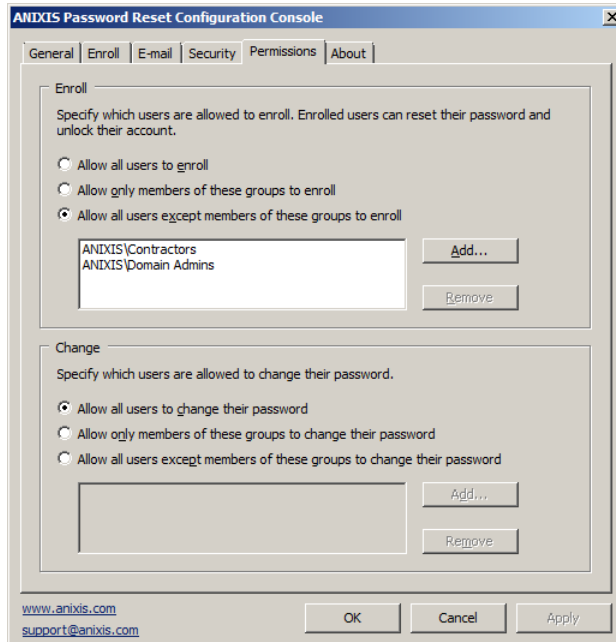 ANIXIS Password Reset Configuration Console
General
Enroll
E-mail
Security
Permissions
About
Enroll
Specify which users are allowed to enroll. Enrolled users can reset their password and
unlock their account.
Allow all users to enroll
Allow only members of these groups to enroll
Allow all users except members of these groups to enroll
ANIXIS\Contractors
ANIXIS\Domain Admins
Add...
Remove
Change
Specify which users are allowed to change their password.
Allow all users to change their password
Allow only members of these groups to change their password
Allow all users except members of these groups to change their password
Add...
Remove
www.anixis.com
support@anixis.com
OK
Cancel
Apply